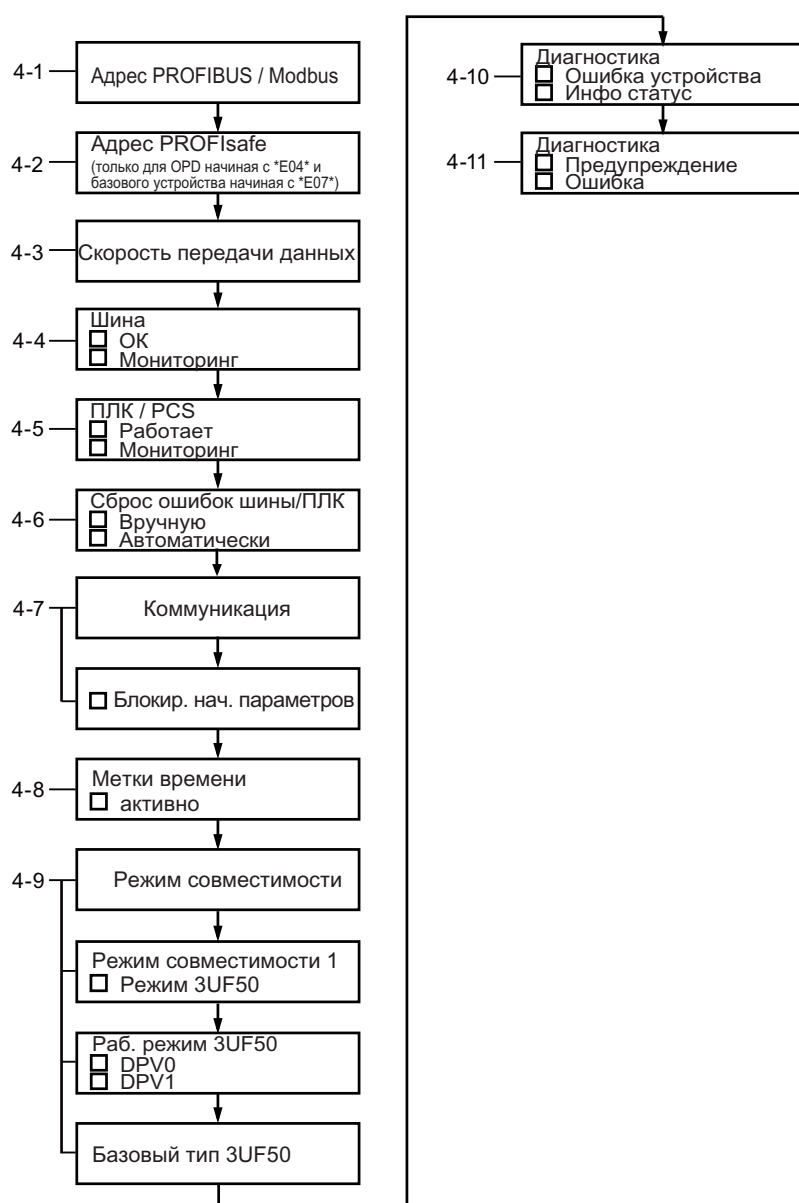 4-1
Адрес PROFIBUS / Modbus
4-2
Адрес PROFIsafe
(только для OPD начиная с *E04* и
базового устройства начиная с *E07*)
4-3
Скорость передачи данных
4-4
Шина
ОК
Мониторинг
4-5
ПЛК / PCS
Работает
Мониторинг
4-6
Сброс ошибок шины/ПЛК
Вручную
Автоматически
4-7
Коммуникация
Блокир. нач. параметров
4-8
Метки времени
активно
4-9
Режим совместимости
Режим совместимости 1
Режим 3UF50
Раб. режим 3UF50
DPV0
DPV1
Базовый тип 3UF50
4-10
Диагностика
Ошибка устройства
Инфо статус
4-11
Диагностика
Предупреждение
Ошибка